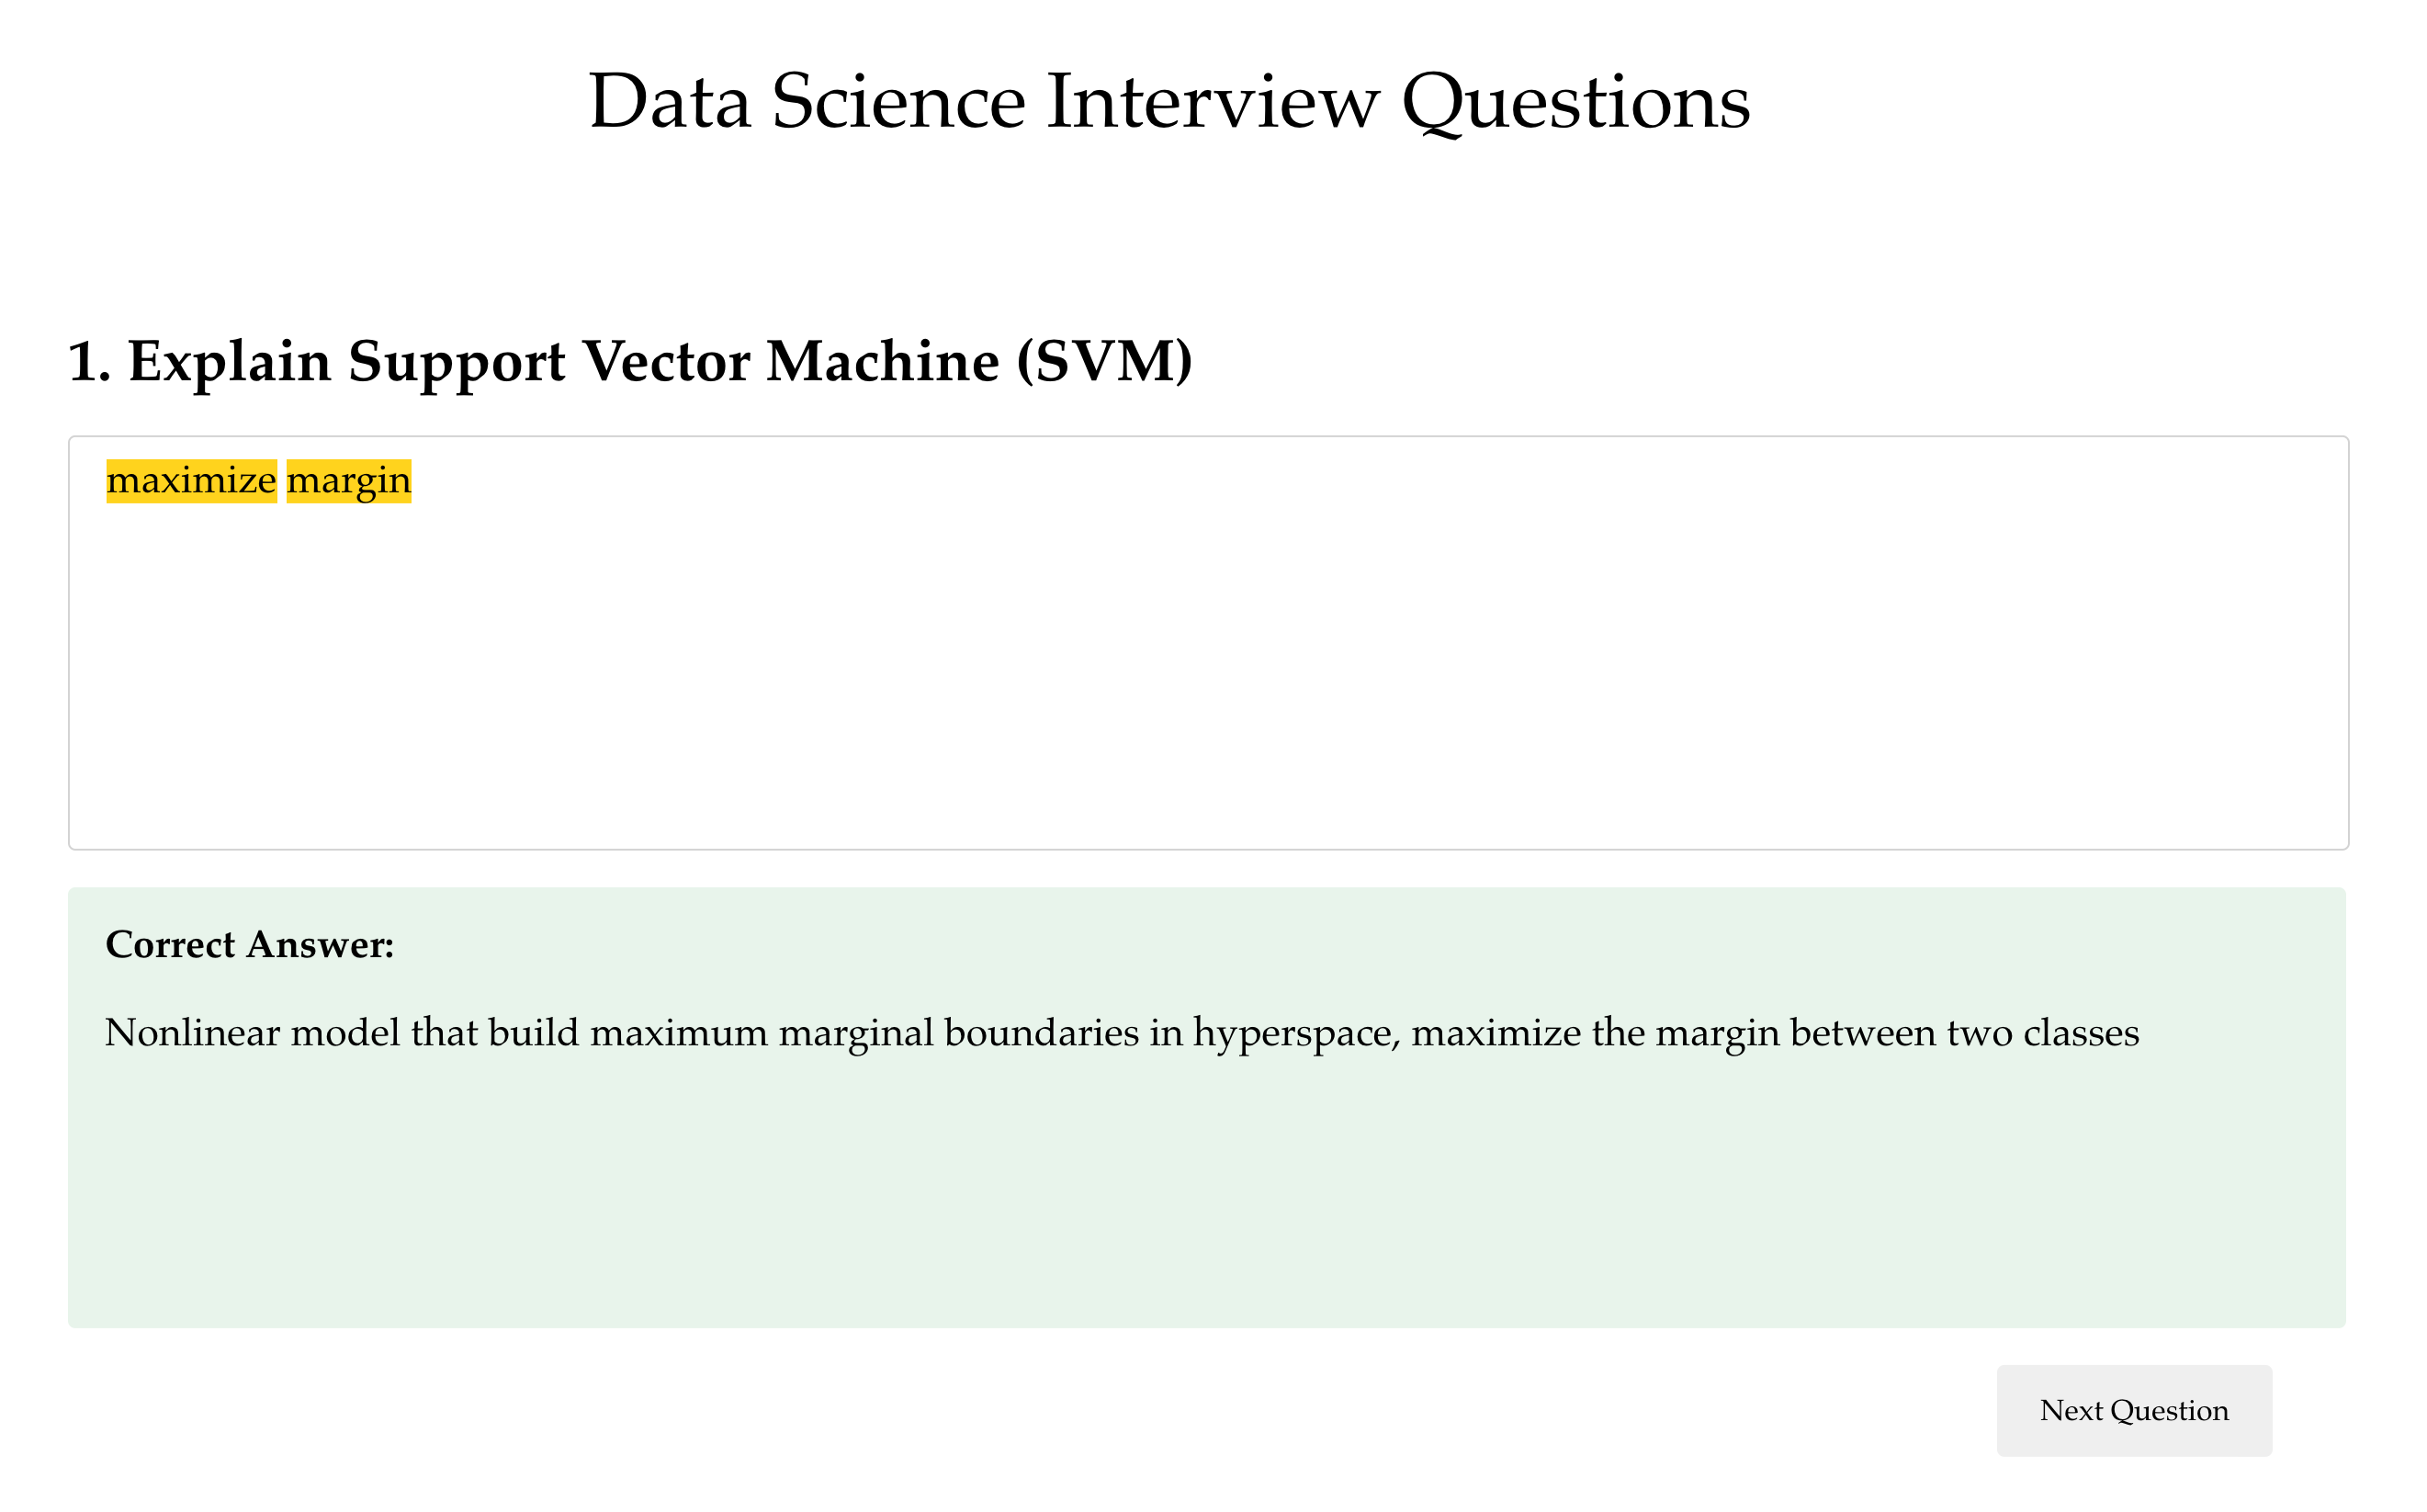 Data Science Interview Questions
1. Explain Support Vector Machine (SVM)
maximize margin
Correct Answer:
Nonlinear model that build maximum marginal boundaries in hyperspace, maximize the margin between two classes
Next Question